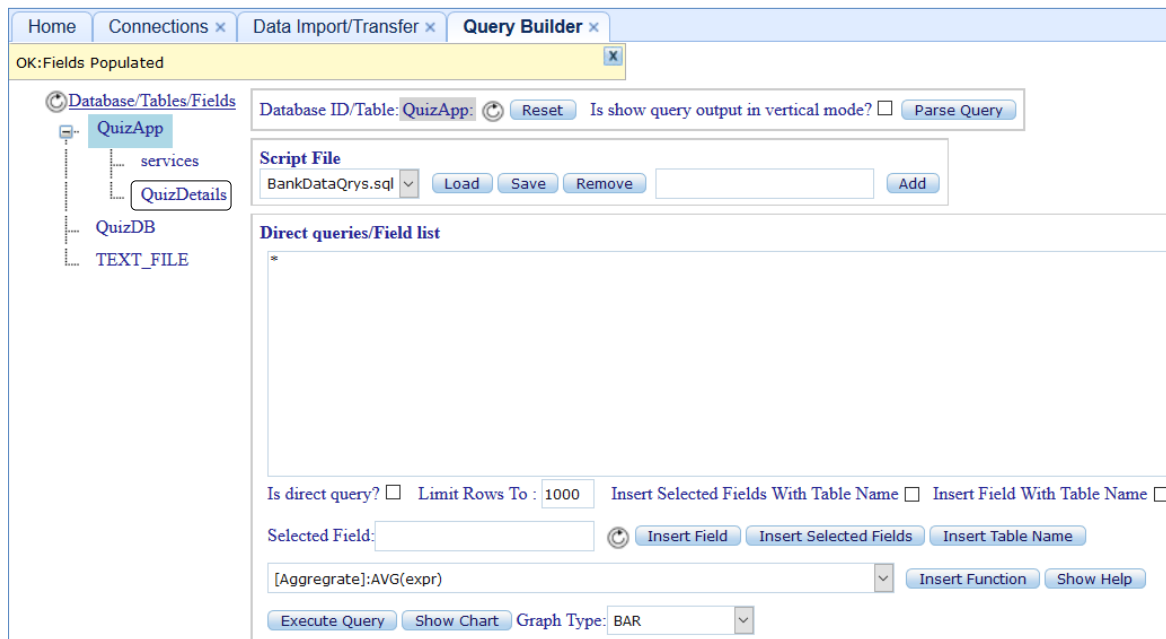 Home Connections × Data Import/Transfer × Query Builder ×
OK:Fields Populated X
Database/Tables/Fields
QuizApp
services
QuizDetails
QuizDB
TEXT_FILE
Database ID/Table: QuizApp: Reset Is show query output in vertical mode? Parse Query
Script File
BankDataQrys.sql Load Save Remove Add
Direct queries/Field list
*
Is direct query? Limit Rows To : 1000 Insert Selected Fields With Table Name Insert Field With Table Name
Selected Field: Insert Field Insert Selected Fields Insert Table Name
[Aggregrate]:AVG(expr) Insert Function Show Help
Execute Query Show Chart Graph Type: BAR